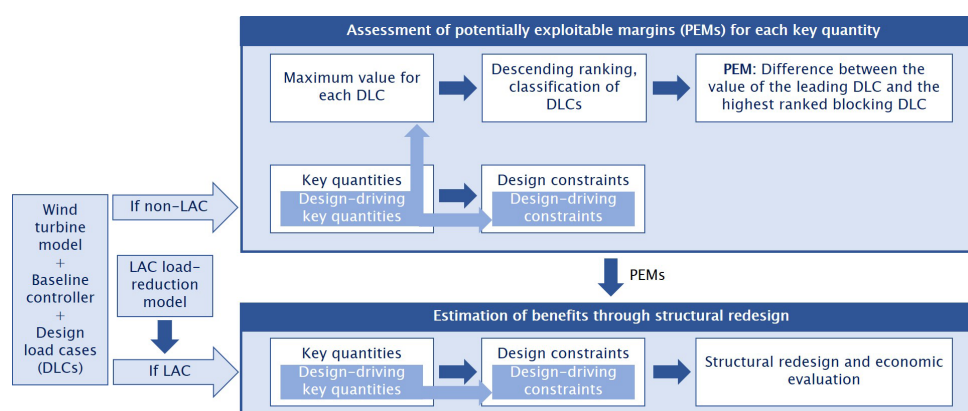 Assessment of potentially exploitable margins (PEMs) for each key quantity
Maximum value for
each DLC
Descending ranking,
classification of
DLCs
PEM: Difference between the
value of the leading DLC and the
highest ranked blocking DLC
Key quantities
Design-driving
key quantities
Design constraints
Design-driving
constraints
Wind
turbine
model
+
Baseline
controller
+
Design
load cases
(DLCs)
If non-LAC
LAC load-
reduction
model
If LAC
PEMs
Estimation of benefits through structural redesign
Key quantities
Design-driving
key quantities
Design constraints
Design-driving
constraints
Structural redesign and economic
evaluation